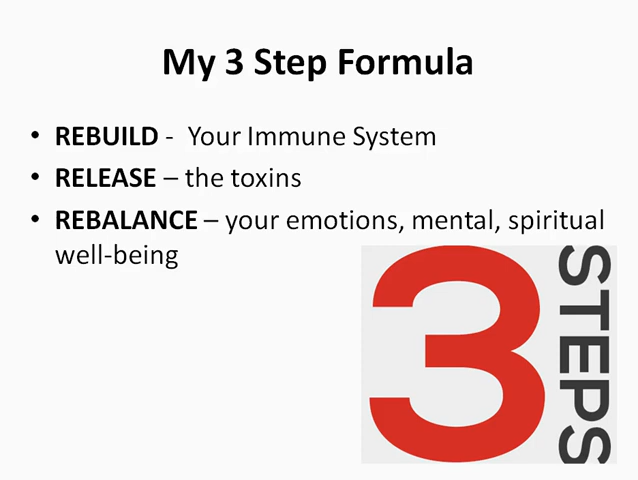 My 3 Step Formula
• REBUILD - Your Immune System
• RELEASE – the toxins
• REBALANCE – your emotions, mental, spiritual
well-being
3
STEPS